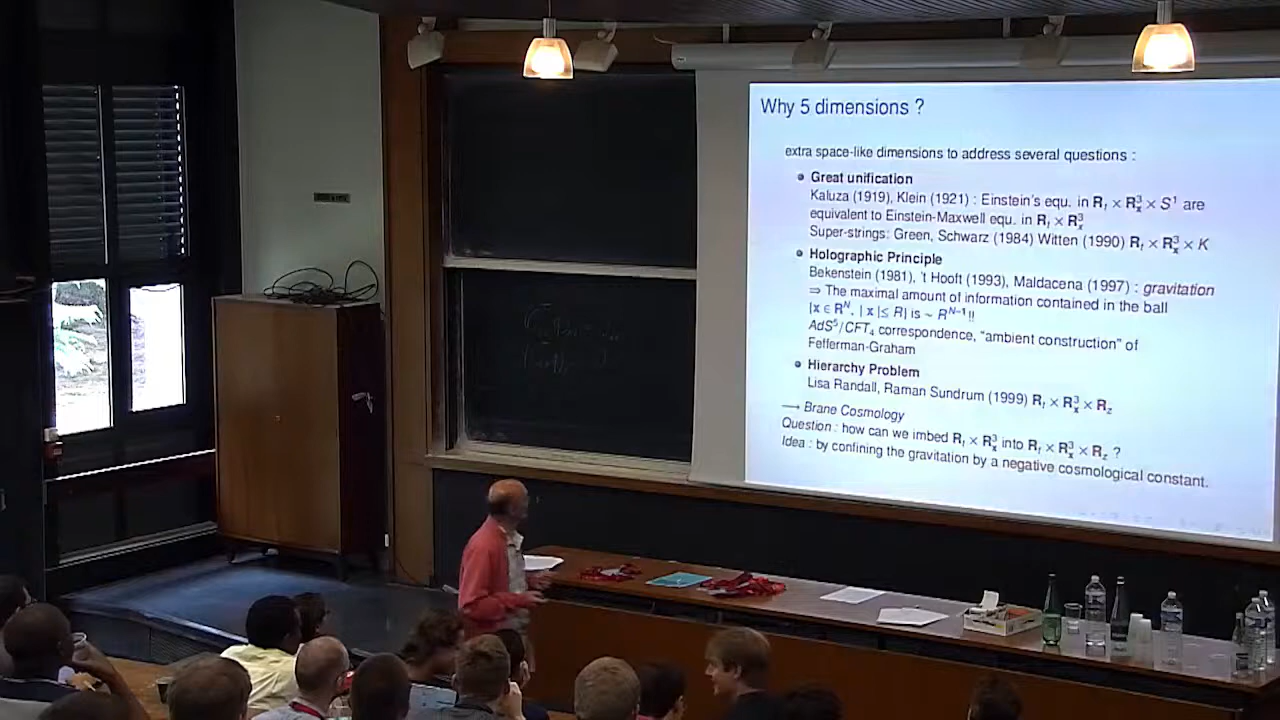 Why 5 dimensions ?
extra space-like dimensions to address several questions :
Great unification
Kaluza (1919), Klein (1921) : Einstein's equ. in R_t × R_x^3 × S^1 are
equivalent to Einstein-Maxwell equ. in R_t × R_x^3
Super-strings: Green, Schwarz (1984) Witten (1990) R_t × R_x^3 × K
Holographic Principle
Bekenstein (1981), 't Hooft (1993), Maldacena (1997) : gravitation
⇒ The maximal amount of information contained in the ball
|x ∈ R^N, | x |≤ R| is ~ R^{N-1}!!
AdS^5/CFT_4 correspondence, "ambient construction" of
Fefferman-Graham
Hierarchy Problem
Lisa Randall, Raman Sundrum (1999) R_t × R_x^3 × R_z
→ Brane Cosmology
Question : how can we imbed R_t × R_x^3 into R_t × R_x^3 × R_z ?
Idea : by confining the gravitation by a negative cosmological constant.